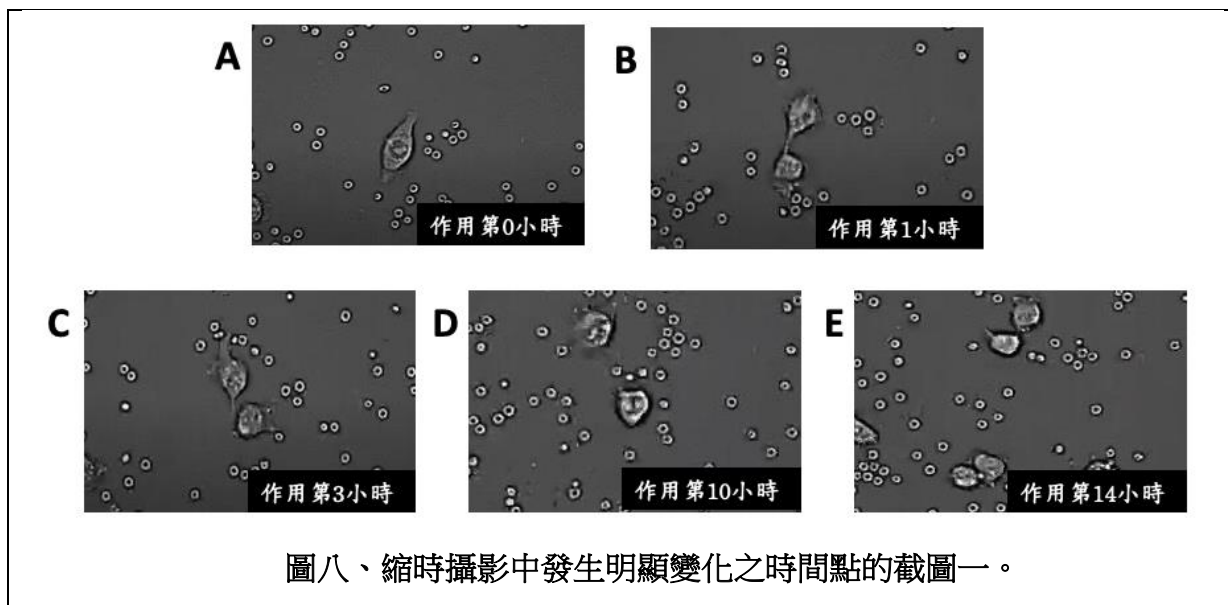 A
作用第0小時
B
作用第1小時
C
作用第3小時
D
作用第10小時
E
作用第14小時
圖八、縮時攝影中發生明顯變化之時間點的截圖一。